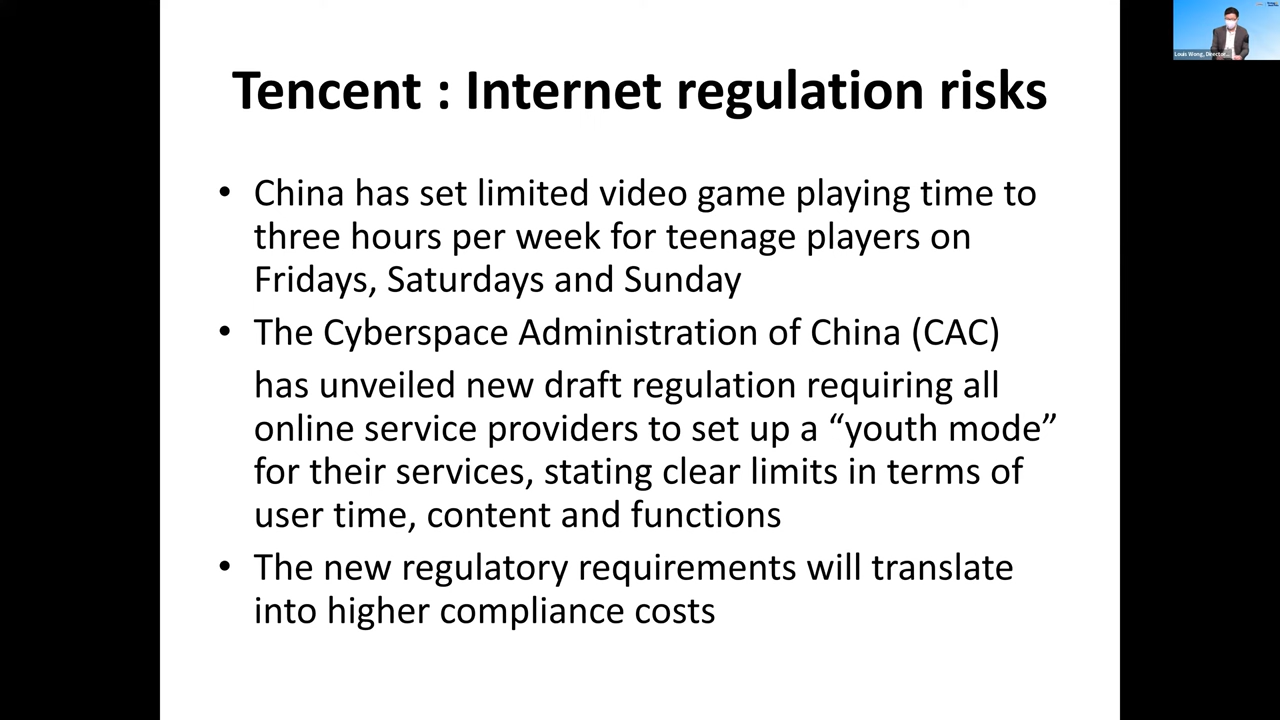 Tencent : Internet regulation risks
• China has set limited video game playing time to
three hours per week for teenage players on
Fridays, Saturdays and Sunday
• The Cyberspace Administration of China (CAC)
has unveiled new draft regulation requiring all
online service providers to set up a “youth mode”
for their services, stating clear limits in terms of
user time, content and functions
• The new regulatory requirements will translate
into higher compliance costs
Louis Wong, Director...